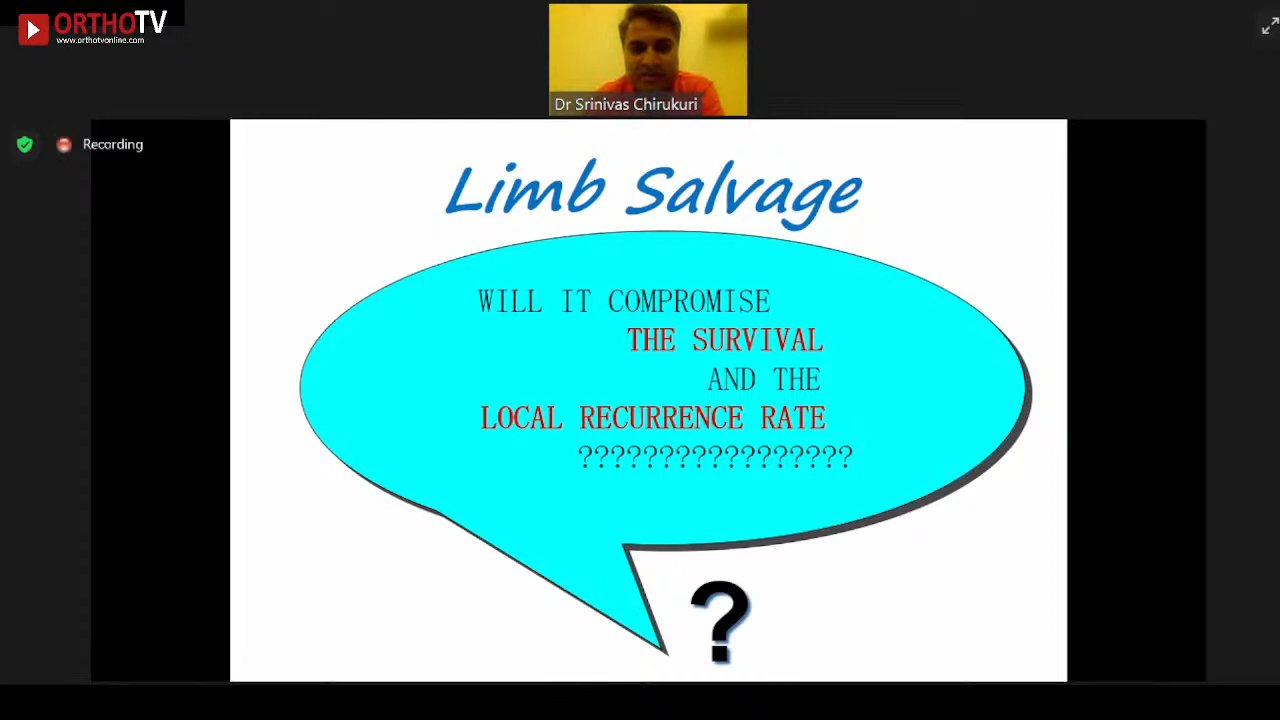 ORTHOTV
www.orthotvonline.com
Dr Srinivas Chirukuri
Recording
Limb Salvage
WILL IT COMPROMISE
THE SURVIVAL
AND THE
LOCAL RECURRENCE RATE
?????????????????
?